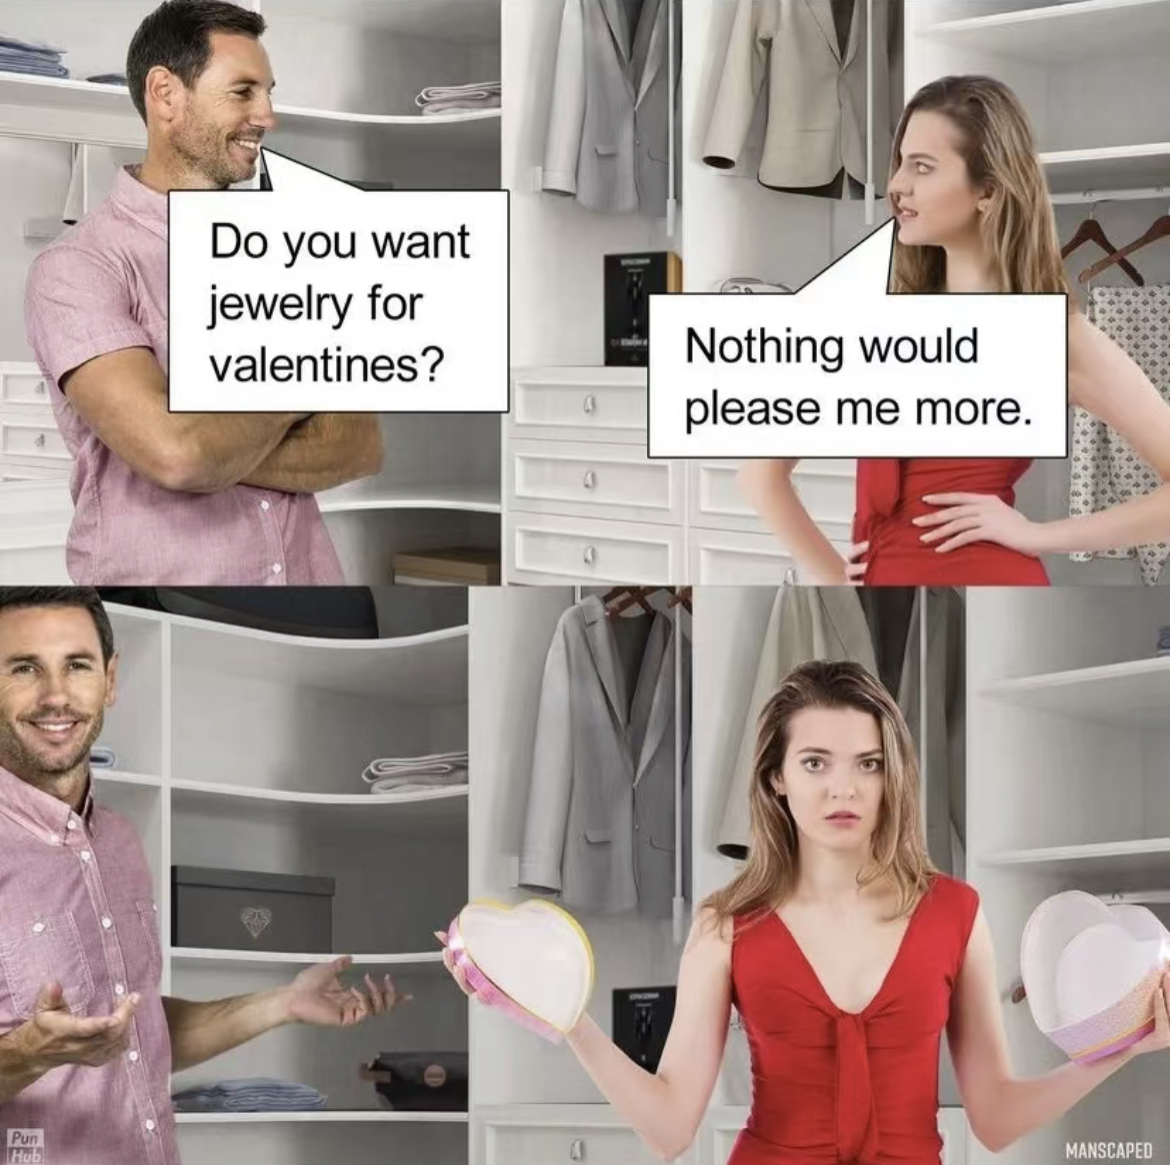 Do you want
jewelry for
valentines?
Nothing would
please me more.
Pun
Hub
MANSCAPED